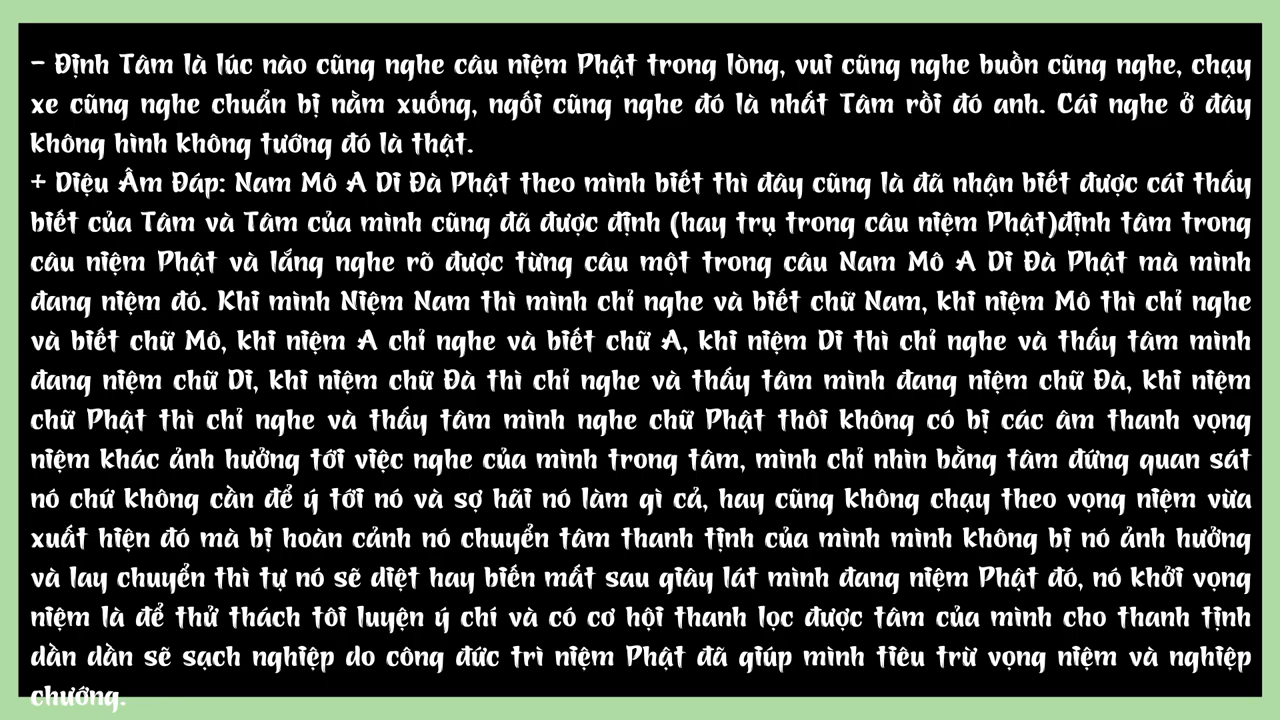 - Định Tâm là lúc nào cũng nghe câu niệm Phật trong lòng, vui cũng nghe buồn cũng nghe, chạy
xe cũng nghe chuẩn bị nằm xuống, ngối cũng nghe đó là nhất Tâm rồi đó anh. Cái nghe ở đây
không hình không tướng đó là thật.
+ Diệu Âm Đáp: Nam Mô A Di Đà Phật theo mình biết thì đây cũng là đã nhận biết được cái thấy
biết của Tâm và Tâm của mình cũng đã được định (hay trụ trong câu niệm Phật)định tâm trong
câu niệm Phật và lắng nghe rõ được từng câu một trong câu Nam Mô A Di Đà Phật mà mình
đang niệm đó. Khi mình Niệm Nam thì mình chỉ nghe và biết chữ Nam, khi niệm Mô thì chỉ nghe
và biết chữ Mô, khi niệm A chỉ nghe và biết chữ A, khi niệm Di thì chỉ nghe và thấy tâm mình
đang niệm chữ Di, khi niệm chữ Đà thì chỉ nghe và thấy tâm mình đang niệm chữ Đà, khi niệm
chữ Phật thì chỉ nghe và thấy tâm mình nghe chữ Phật thôi không có bị các âm thanh vọng
niệm khác ảnh hưởng tới việc nghe của mình trong tâm, mình chỉ nhìn bằng tâm đứng quan sát
nó chứ không cần để ý tới nó và sợ hãi nó làm gì cả, hay cũng không chạy theo vọng niệm vừa
xuất hiện đó mà bị hoàn cảnh nó chuyển tâm thanh tịnh của mình mình không bị nó ảnh hưởng
và lay chuyển thì tự nó sẽ diệt hay biến mất sau giây lát mình đang niệm Phật đó, nó khởi vọng
niệm là để thử thách tôi luyện ý chí và có cơ hội thanh lọc được tâm của mình cho thanh tịnh
dần dần sẽ sạch nghiệp do công đức trì niệm Phật đã giúp mình tiêu trừ vọng niệm và nghiệp
chướng.